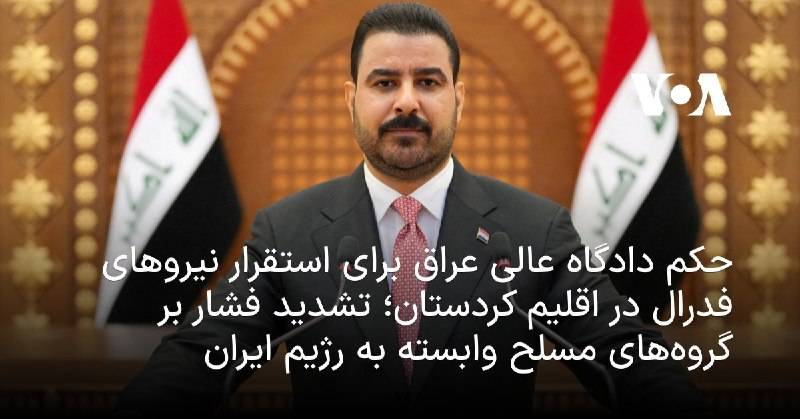 VOA
حکم دادگاه عالی عراق برای استقرار نیروهای
فدرال در اقلیم کردستان؛ تشدید فشار بر
گروه‌های مسلح وابسته به رژیم ایران